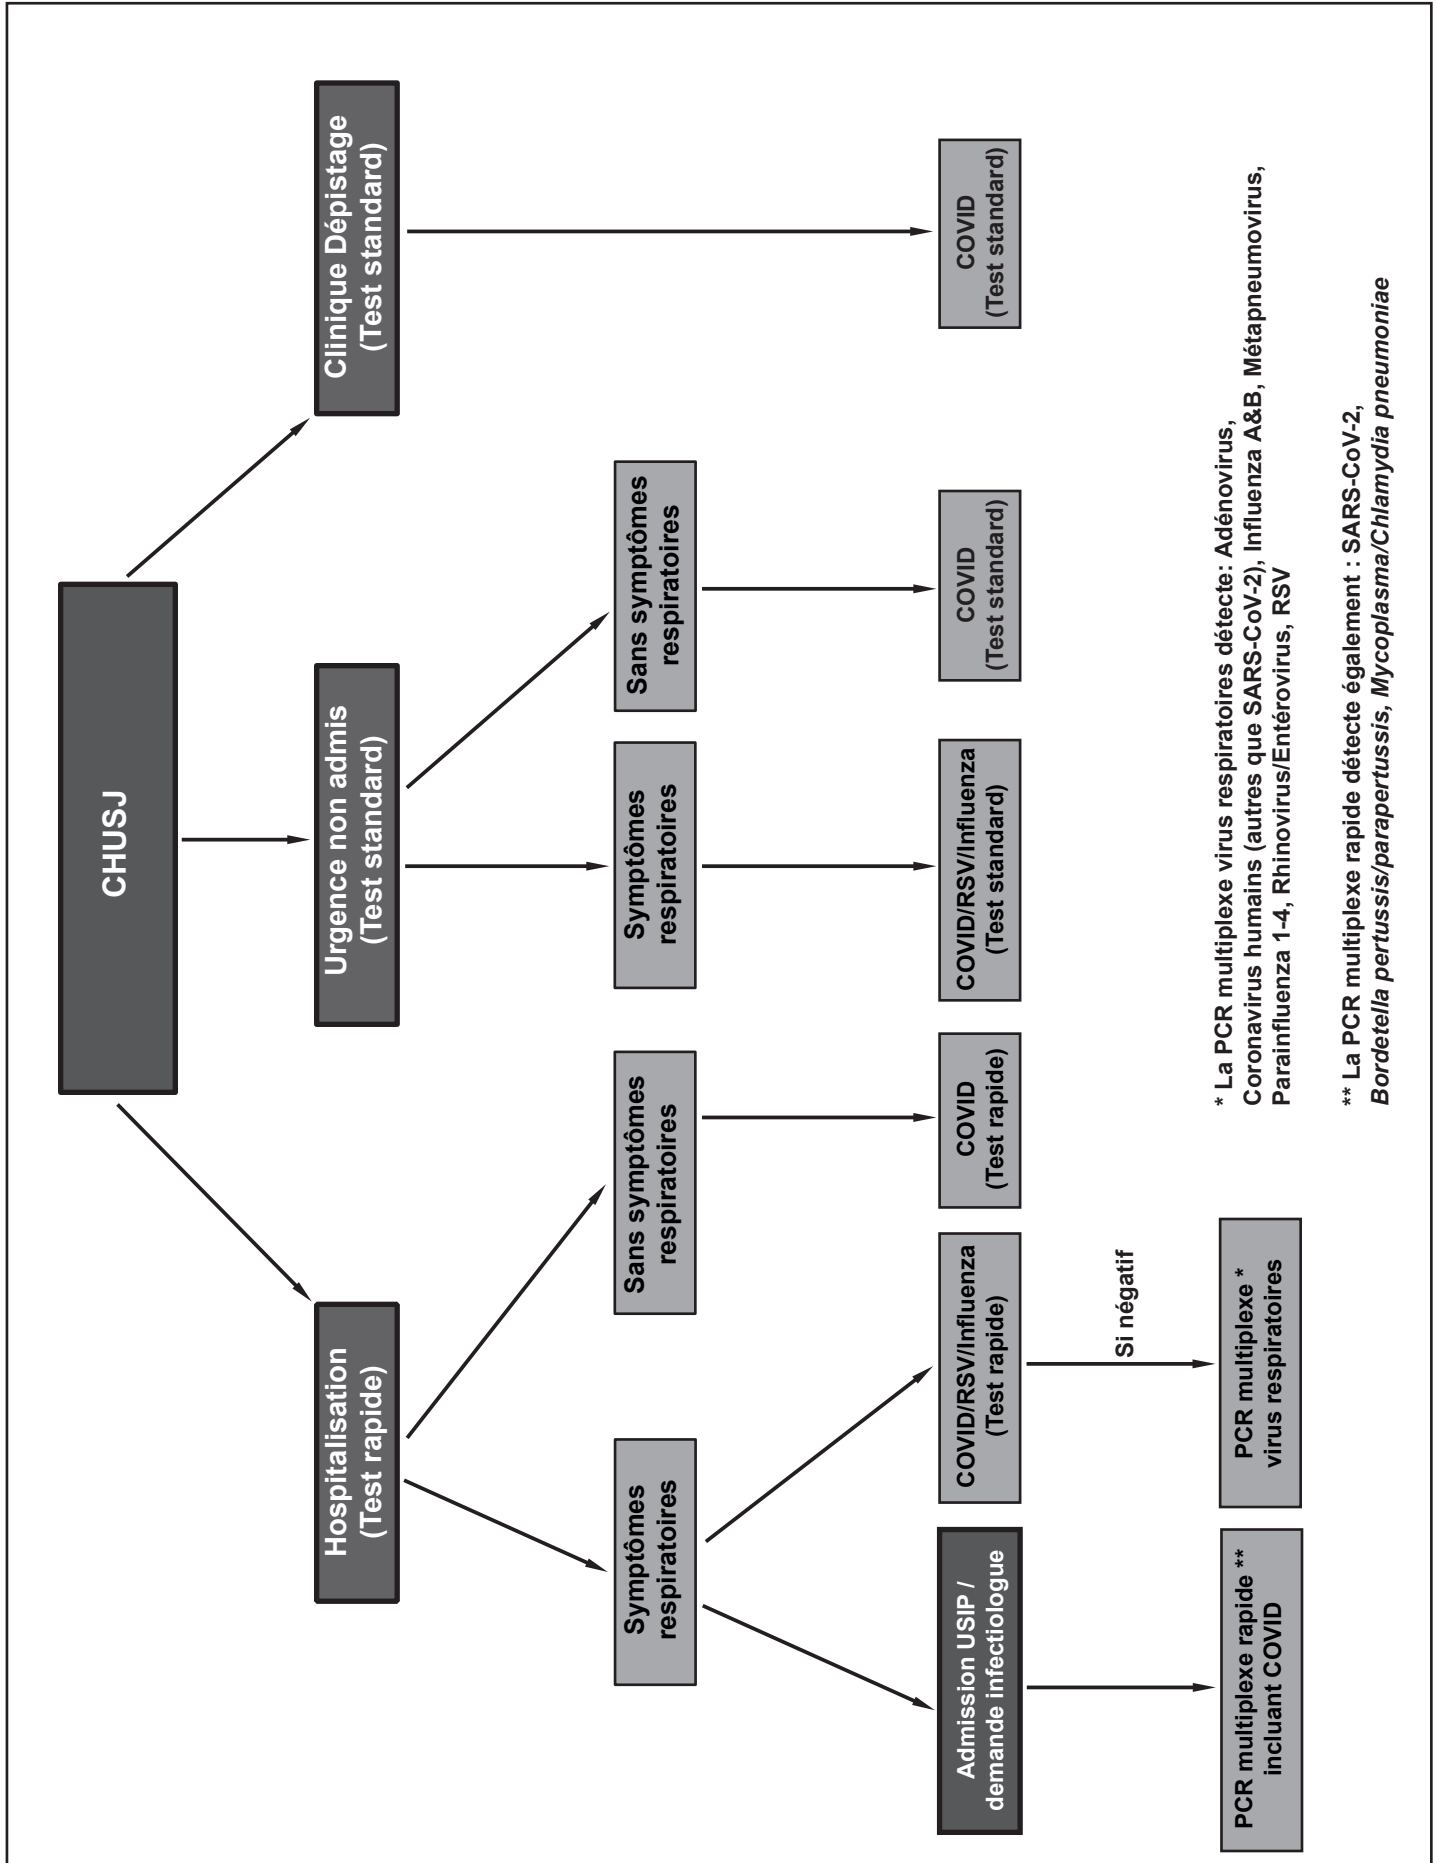 CHUSJ
Hospitalisation
(Test rapide)
Urgence non admis
(Test standard)
Clinique Dépistage
(Test standard)
Symptômes
respiratoires
Sans symptômes
respiratoires
Symptômes
respiratoires
Sans symptômes
respiratoires
Admission USIP /
demande infectiologue
COVID/RSV/Influenza
(Test rapide)
COVID
(Test rapide)
COVID/RSV/Influenza
(Test standard)
COVID
(Test standard)
COVID
(Test standard)
Si négatif
PCR multiplexe rapide **
incluant COVID
PCR multiplexe *
virus respiratoires
* La PCR multiplexe virus respiratoires détecte: Adénovirus,
Coronavirus humains (autres que SARS-CoV-2), Influenza A&B, Métapneumovirus,
Parainfluenza 1-4, Rhinovirus/Entérovirus, RSV
** La PCR multiplexe rapide détecte également : SARS-CoV-2,
Bordetella pertussis/parapertussis, Mycoplasma/Chlamydia pneumoniae